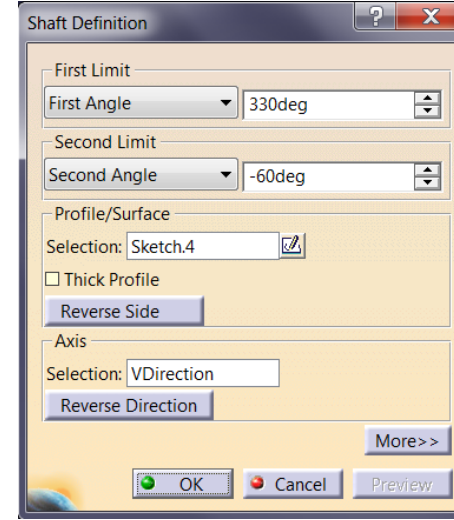 Shaft Definition
? X
First Limit
First Angle 330deg
Second Limit
Second Angle -60deg
Profile/Surface
Selection: Sketch.4
Thick Profile
Reverse Side
Axis
Selection: VDirection
Reverse Direction
More>>
OK Cancel Preview